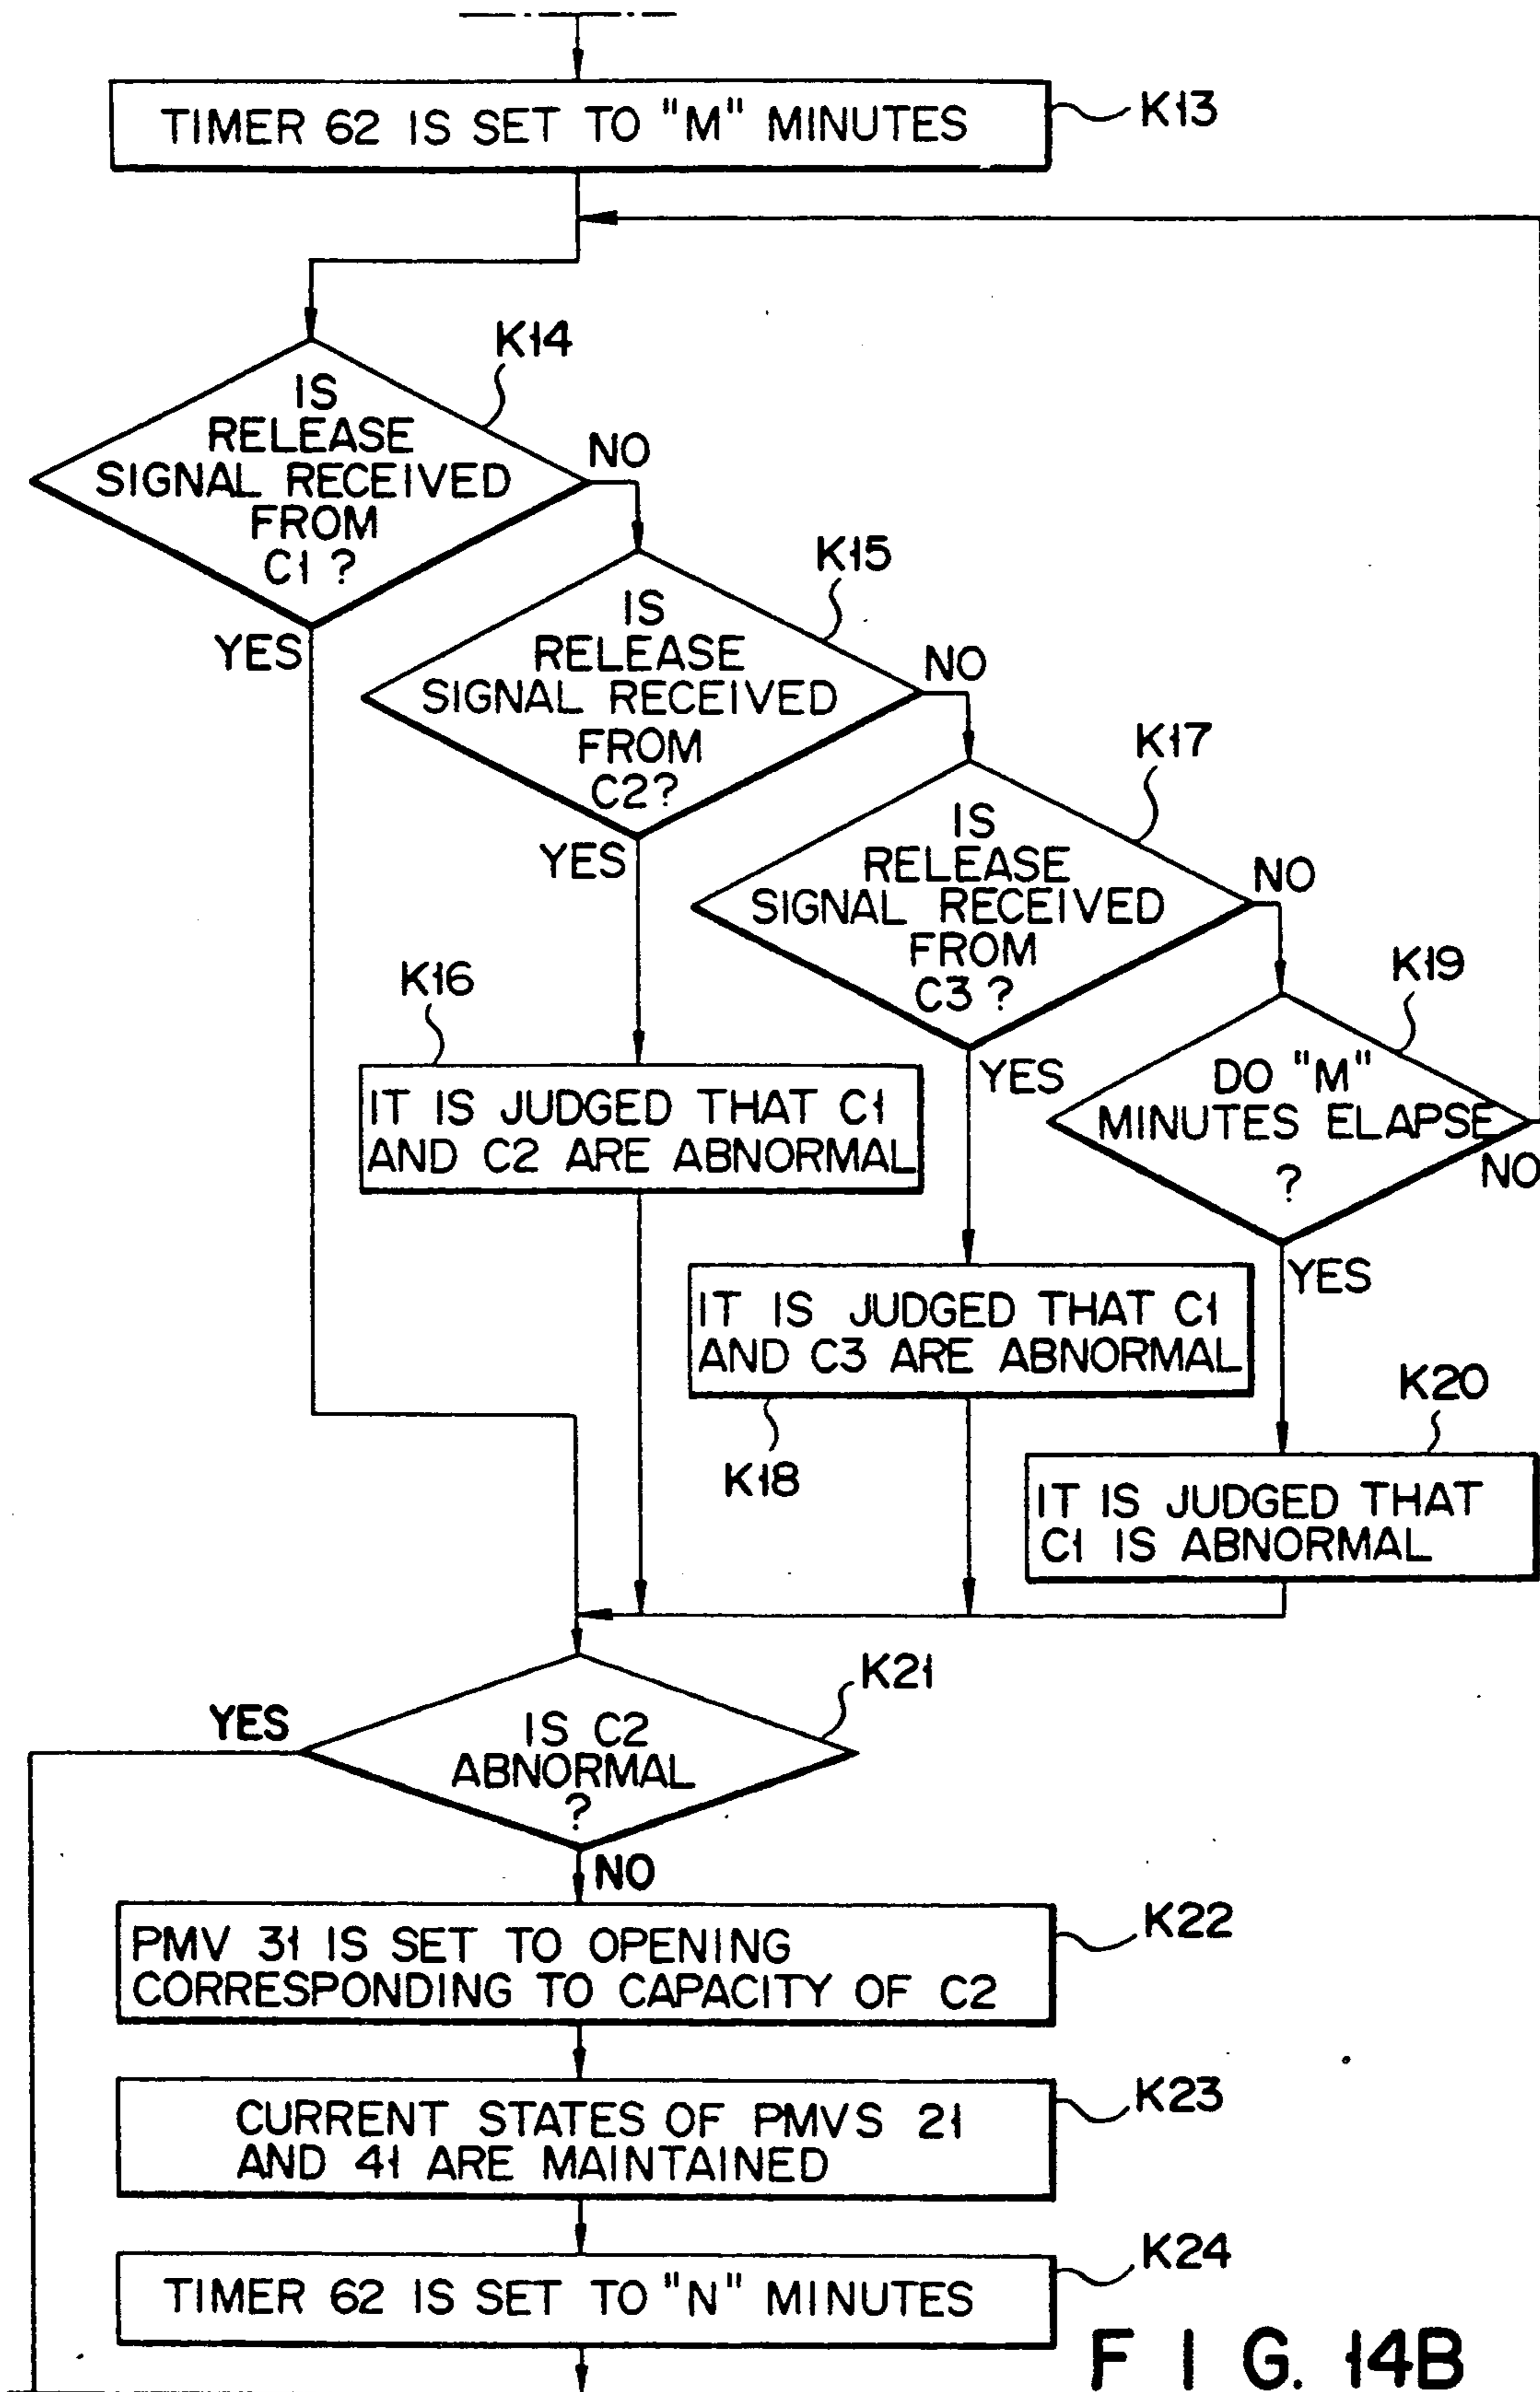 TIMER 62 IS SET TO "M" MINUTES
K13
K14
IS
RELEASE
SIGNAL RECEIVED
FROM
C1 ?
NO
YES
K15
IS
RELEASE
SIGNAL RECEIVED
FROM
C2?
NO
YES
K17
IS
RELEASE
SIGNAL RECEIVED
FROM
C3 ?
NO
YES
K16
IT IS JUDGED THAT C1
AND C2 ARE ABNORMAL
K19
DO "M"
MINUTES ELAPSE
?
NO
YES
IT IS JUDGED THAT C1
AND C3 ARE ABNORMAL
K18
K20
IT IS JUDGED THAT
C1 IS ABNORMAL
K21
YES
IS C2
ABNORMAL
?
NO
PMV 31 IS SET TO OPENING
CORRESPONDING TO CAPACITY OF C2
K22
CURRENT STATES OF PMVS 21
AND 41 ARE MAINTAINED
K23
TIMER 62 IS SET TO "N" MINUTES
K24
F I G. 14B